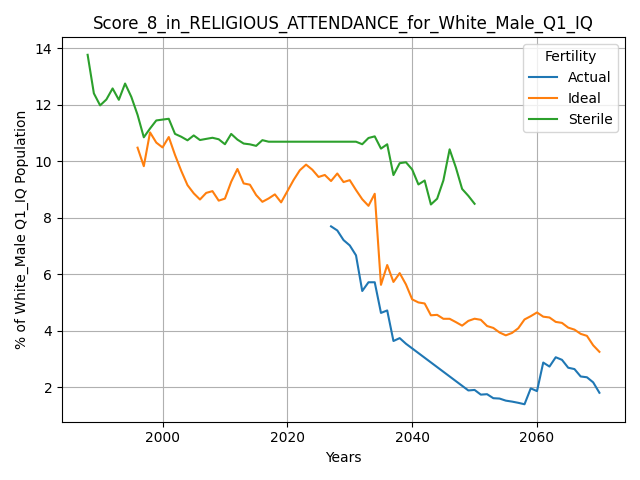 Score_8_in_RELIGIOUS_ATTENDANCE_for_White_Male_Q1_IQ
Fertility
Actual
Ideal
Sterile
% of White_Male Q1_IQ Population
14
12
10
8
6
4
2
2000
2020
2040
2060
Years